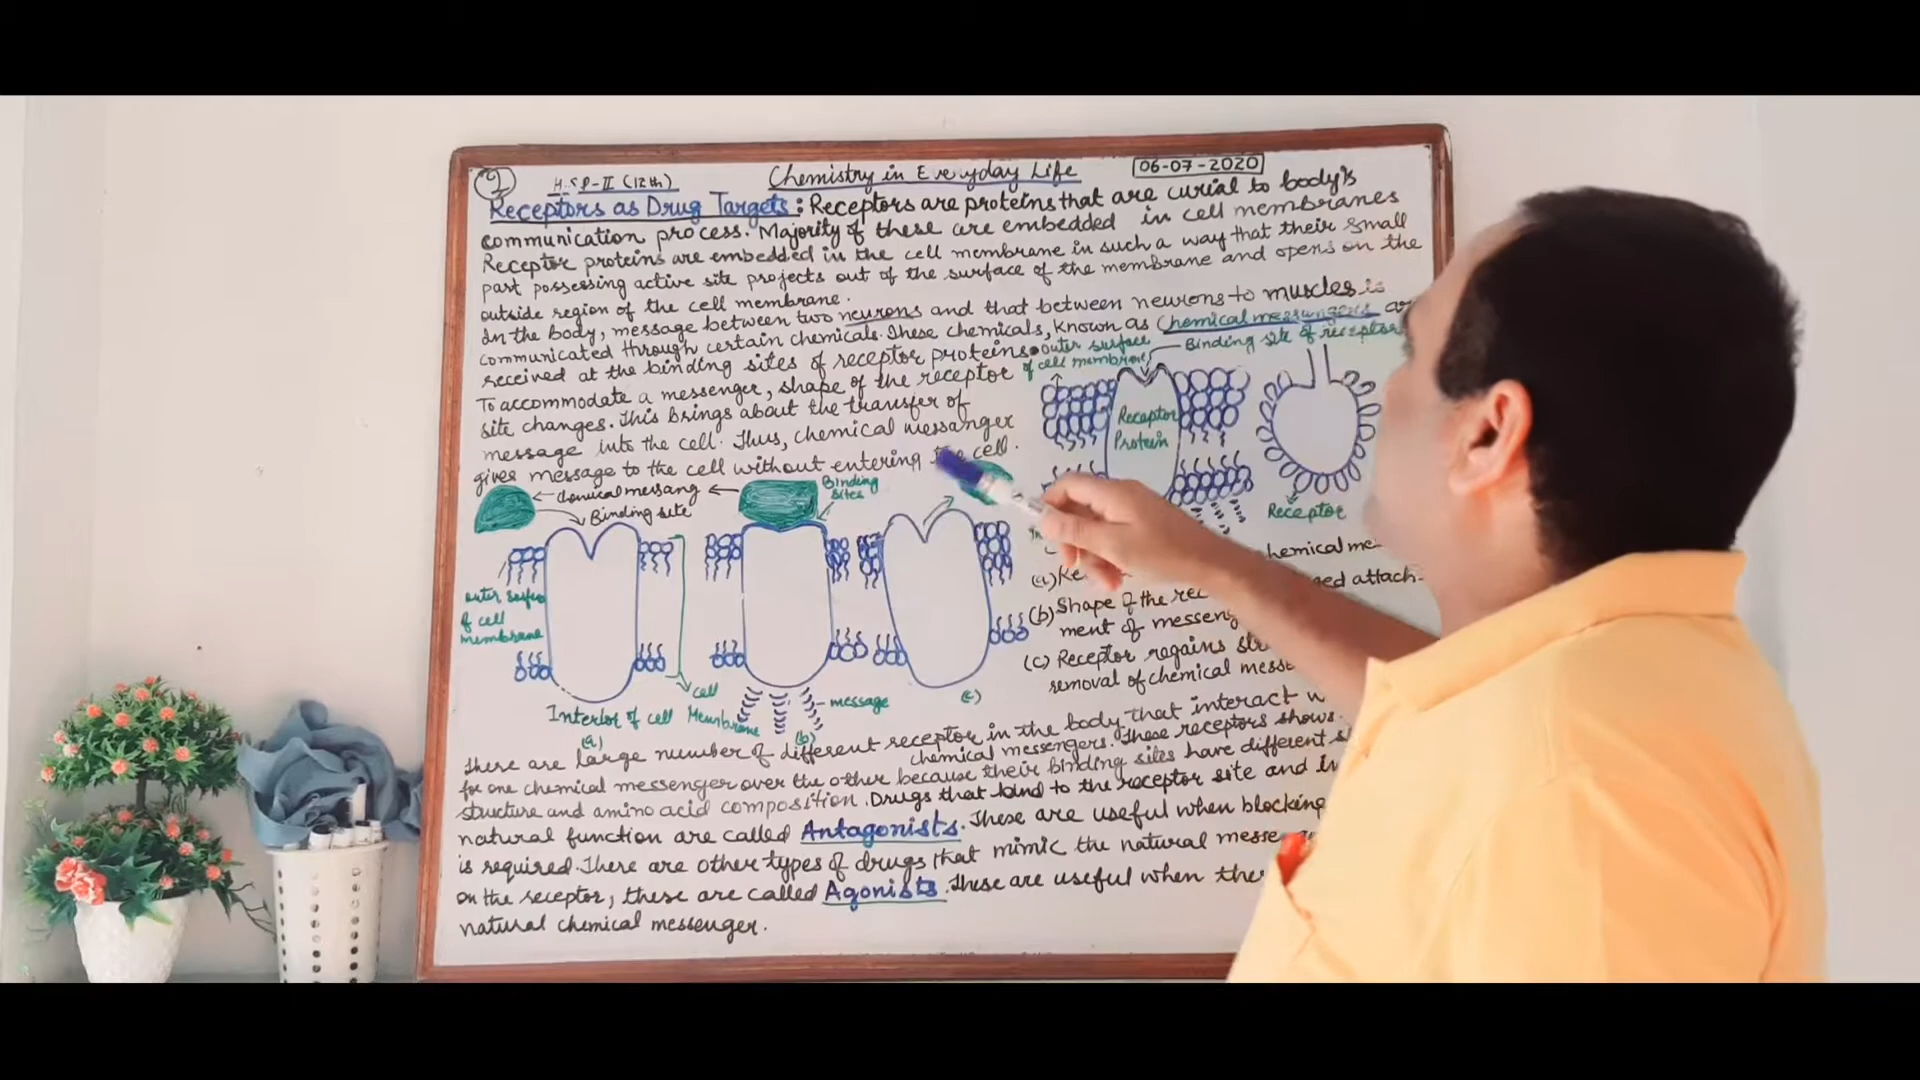 H.S P-II (12th)
Chemistry in Everyday Life
06-07-2020
Receptors as Drug Targets: Receptors are proteins that are curial to body's
communication process. Majority of these are embedded in cell membranes
Receptor proteins are embedded in the cell membrane in such a way that their small
part possessing active site projects out of the surface of the membrane and opens on the
outside region of the cell membrane.
In the body, message between two neurons and that between neurons to muscles is
communicated through certain chemicals. These chemicals, known as Chemical messengers
received at the binding sites of receptor proteins.
To accommodate a messenger, shape of the receptor
site changes. This brings about the transfer of
message into the cell. Thus, chemical messanger
gives message to the cell without entering the cell.
outer surface
of cell membrane
Binding site of receptor
Receptor
Protein
Receptor
chemical messang
Binding site
Binding
sites
outer
of cell
membrane
Interior of cell
(a)
cell
Membrane
(b)
message
(c)
(a)
(b) Shape of the
attach-
ment of
(c) Receptor regains
removal of chemical
There are large number of different receptor in the body that interact
chemical messengers. These receptors shows
for one chemical messenger over the other because their binding sites have different
structure and amino acid composition. Drugs that bind to the receptor site and
natural function are called Antagonists. These are useful when blocking
is required. There are other types of drugs that mimic the natural
on the receptor, these are called Agonists. These are useful when
natural chemical messenger.